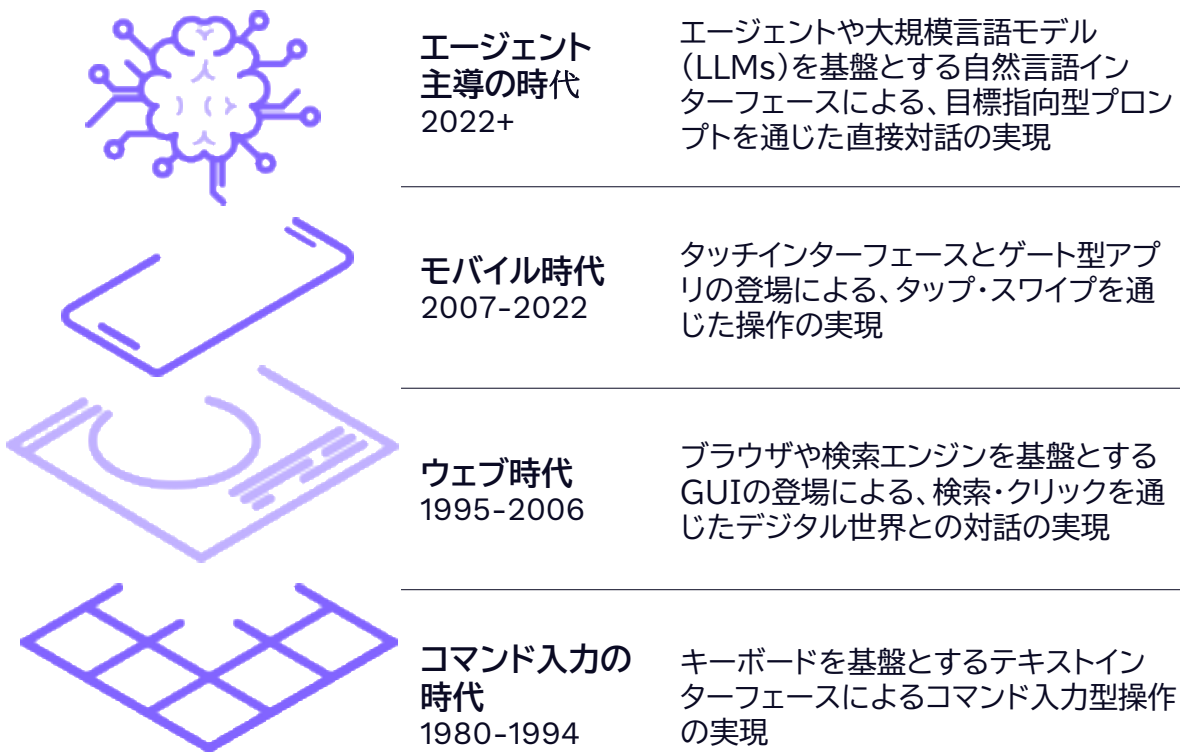 エージェント
主導の時代
2022+
エージェントや大規模言語モデル
（LLMs）を基盤とする自然言語イン
ターフェースによる、目標指向型プロン
プトを通じた直接対話の実現
モバイル時代
2007-2022
タッチインターフェースとゲート型アプ
リの登場による、タップ・スワイプを通
じた操作の実現
ウェブ時代
1995-2006
ブラウザや検索エンジンを基盤とする
GUIの登場による、検索・クリックを通
じたデジタル世界との対話の実現
コマンド入力の
時代
1980-1994
キーボードを基盤とするテキストイン
ターフェースによるコマンド入力型操作
の実現